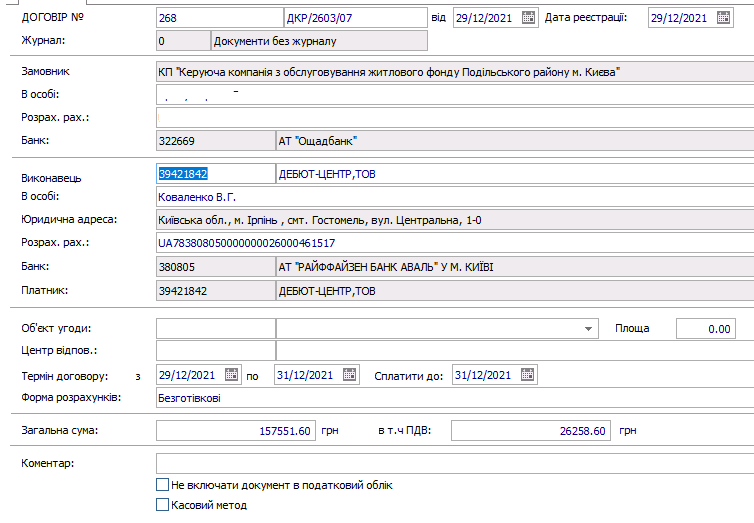 ДОГОВІР № 268 ДКР/2603/07 від 29/12/2021 Дата реєстрації: 29/12/2021
Журнал: 0 Документи без журналу
Замовник КП "Керуюча компанія з обслуговування житлового фонду Подільського району м. Києва"
В особі:
Розрах. рах.:
Банк: 322669 АТ "Ощадбанк"
Виконавець 39421842 ДЕБЮТ-ЦЕНТР,ТОВ
В особі: Коваленко В.Г.
Юридична адреса: Київська обл., м. Ірпінь , смт. Гостомель, вул. Центральна, 1-0
Розрах. рах.: UA783808050000000026000461517
Банк: 380805 АТ "РАЙФФАЙЗЕН БАНК АВАЛЬ" У М. КИЇВІ
Платник: 39421842 ДЕБЮТ-ЦЕНТР,ТОВ
Об'єкт угоди: Площа 0.00
Центр відпов.:
Термін договору: з 29/12/2021 по 31/12/2021 Сплатити до: 31/12/2021
Форма розрахунків: Безготівкові
Загальна сума: 157551.60 грн в т.ч ПДВ: 26258.60 грн
Коментар:
Не включати документ в податковий облік
Касовий метод